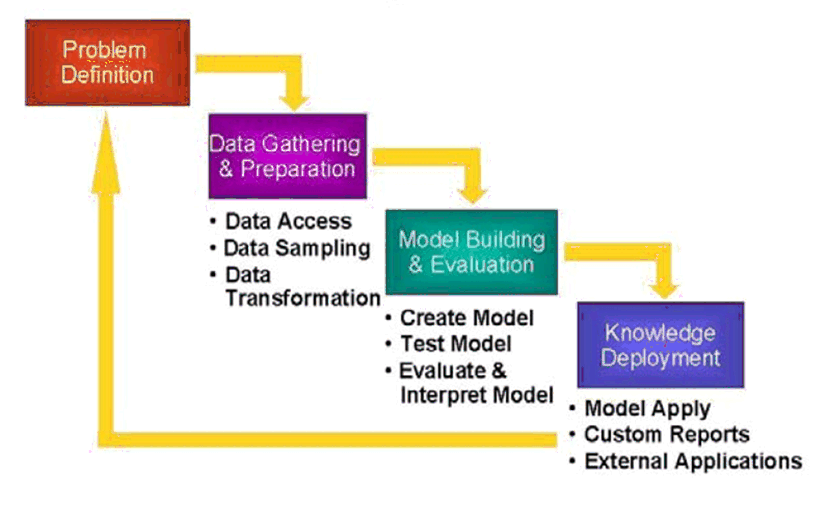 Problem
Definition
Data Gathering
& Preparation
• Data Access
• Data Sampling
• Data
Transformation
Model Building
& Evaluation
• Create Model
• Test Model
• Evaluate &
Interpret Model
Knowledge
Deployment
• Model Apply
• Custom Reports
• External Applications